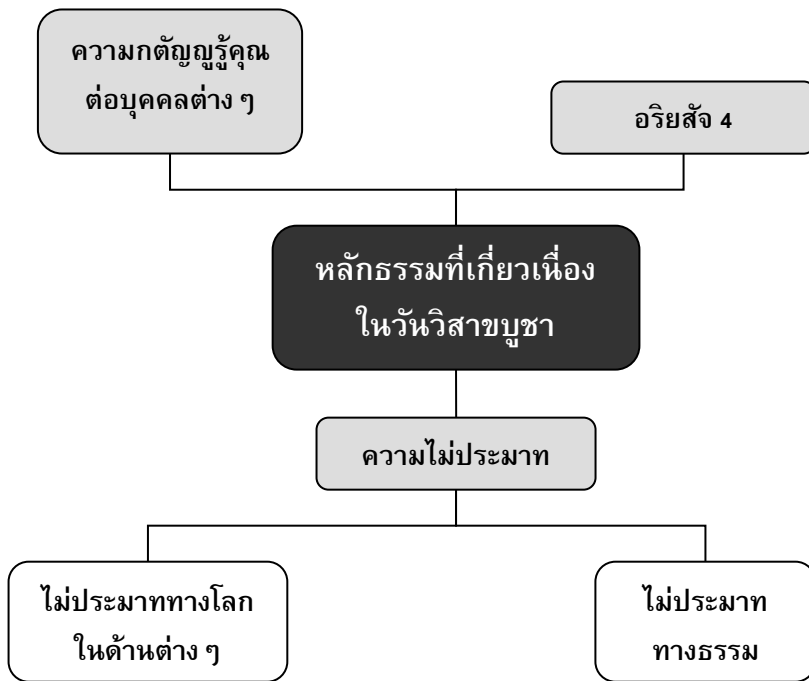 ความกตัญญูรู้คุณ
ต่อบุคคลต่าง ๆ
อริยสัจ 4
หลักธรรมที่เกี่ยวเนื่อง
ในวันวิสาขบูชา
ความไม่ประมาท
ไม่ประมาททางโลก
ในด้านต่าง ๆ
ไม่ประมาท
ทางธรรม